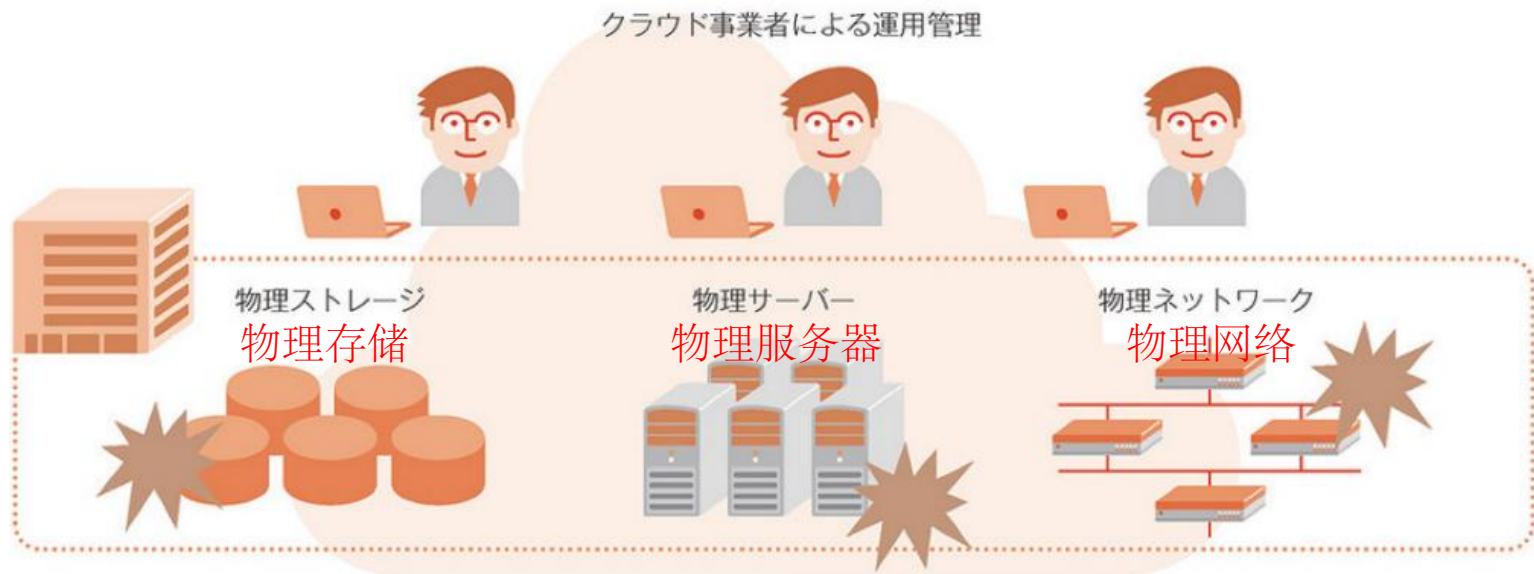 クラウド事業者による運用管理
物理ストレージ
物理存储
物理サーバー
物理服务器
物理ネットワーク
物理网络